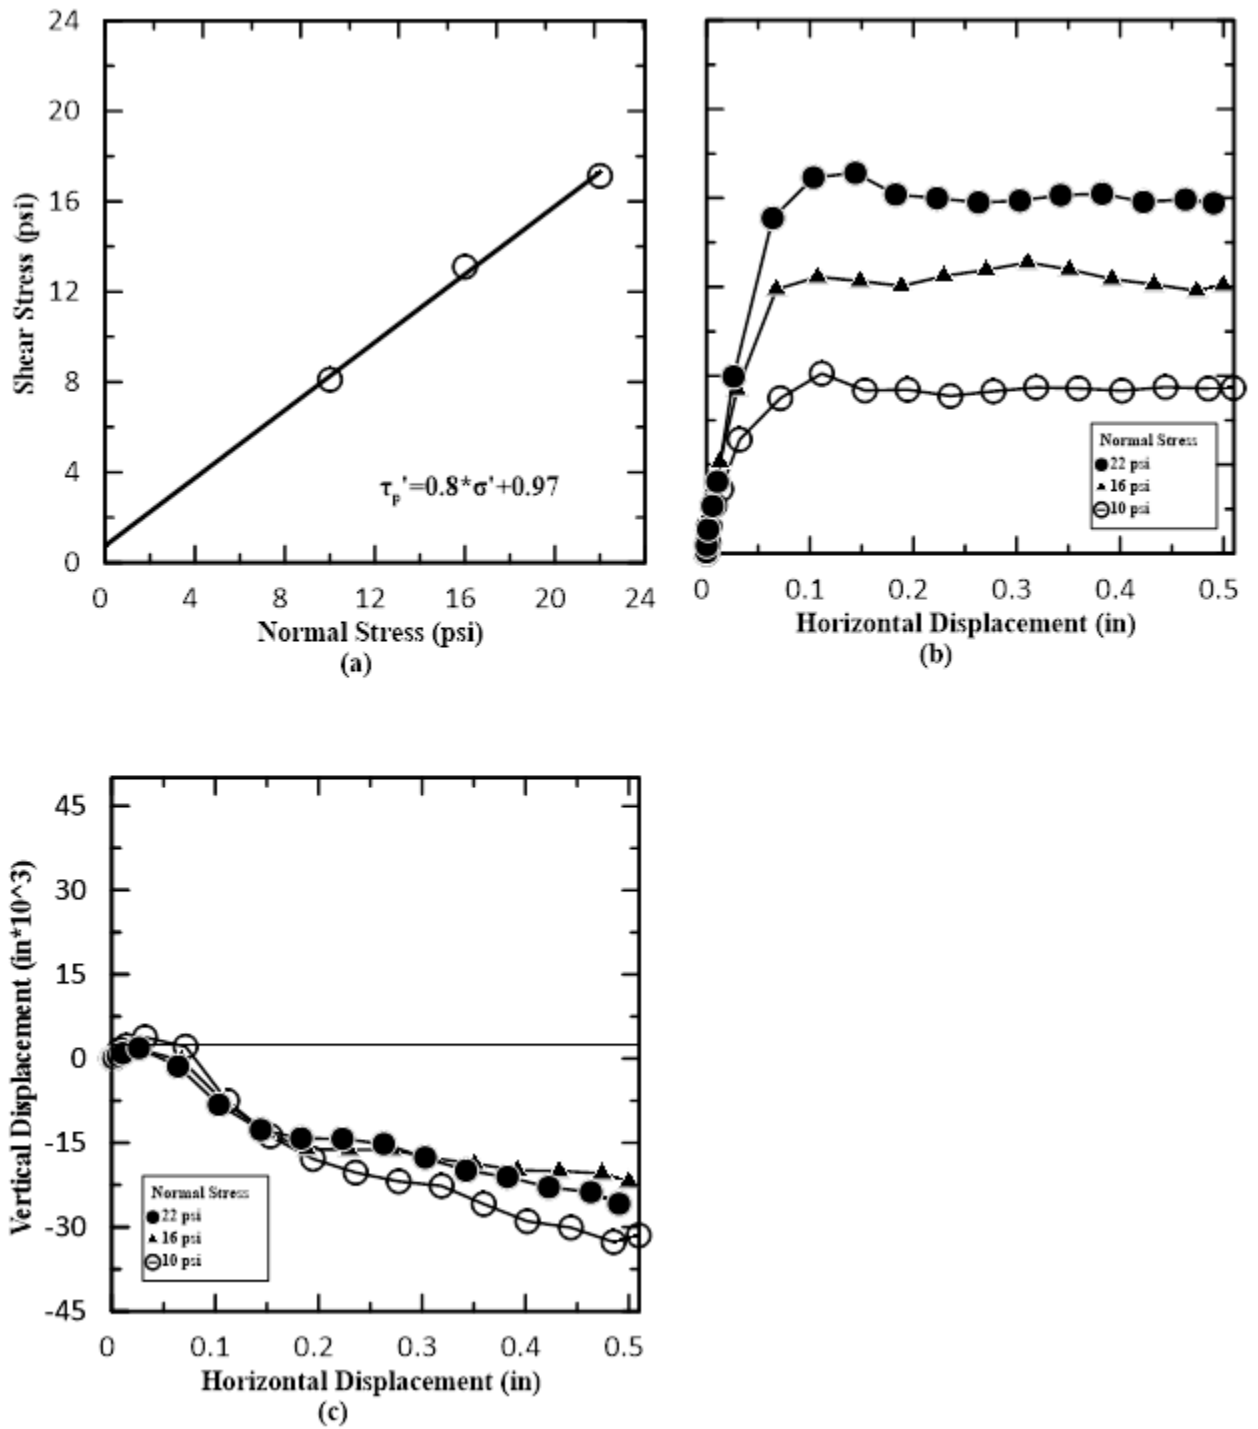 24
20
16
12
8
4
0
Shear Stress (psi)
τp'=0.8*σ'+0.97
0 4 8 12 16 20 24
Normal Stress (psi)
(a)
Normal Stress
22 psi
16 psi
10 psi
0 0.1 0.2 0.3 0.4 0.5
Horizontal Displacement (in)
(b)
45
30
15
0
-15
-30
-45
Vertical Displacement (in*10^3)
Normal Stress
22 psi
16 psi
10 psi
0 0.1 0.2 0.3 0.4 0.5
Horizontal Displacement (in)
(c)